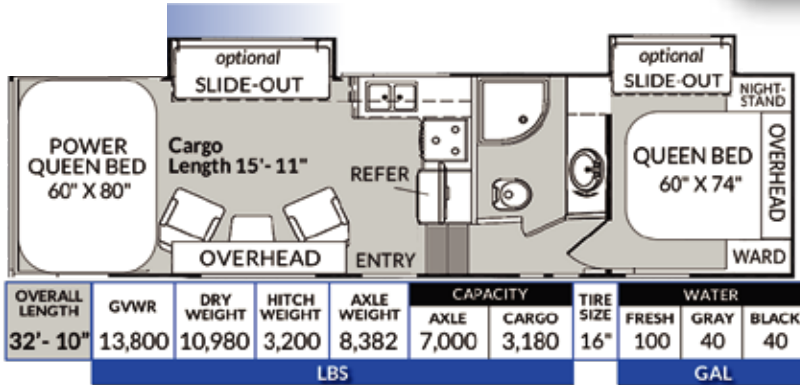 optional
SLIDE-OUT
optional
SLIDE-OUT
NIGHT-
STAND
POWER
QUEEN BED
60" X 80"
Cargo
Length 15'- 11"
REFER
QUEEN BED
60" X 74"
OVERHEAD
OVERHEAD
ENTRY
WARD
OVERALL
LENGTH
32'- 10"
GVWR
13,800
DRY
WEIGHT
10,980
HITCH
WEIGHT
3,200
AXLE
WEIGHT
8,382
CAPACITY
AXLE
7,000
CARGO
3,180
TIRE
SIZE
16"
WATER
FRESH
100
GRAY
40
BLACK
40
LBS
GAL